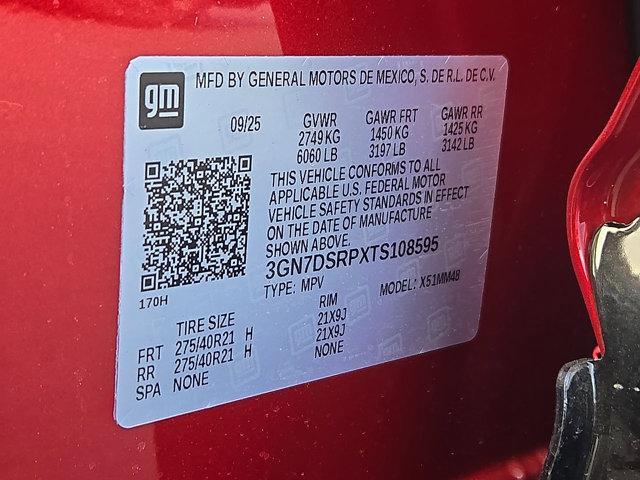 gm
MFD BY GENERAL MOTORS DE MEXICO, S. DE R.L. DE C.V.
09/25 GVWR GAWR FRT GAWR RR
2749 KG 1450 KG 1425 KG
6060 LB 3197 LB 3142 LB
THIS VEHICLE CONFORMS TO ALL
APPLICABLE U.S. FEDERAL MOTOR
VEHICLE SAFETY STANDARDS IN EFFECT
ON THE DATE OF MANUFACTURE
SHOWN ABOVE.
3GN7DSRPXTS108595
TYPE: MPV MODEL: X51MM48
170H
TIRE SIZE RIM
FRT 275/40R21 H 21X9J
RR 275/40R21 H 21X9J
SPA NONE NONE